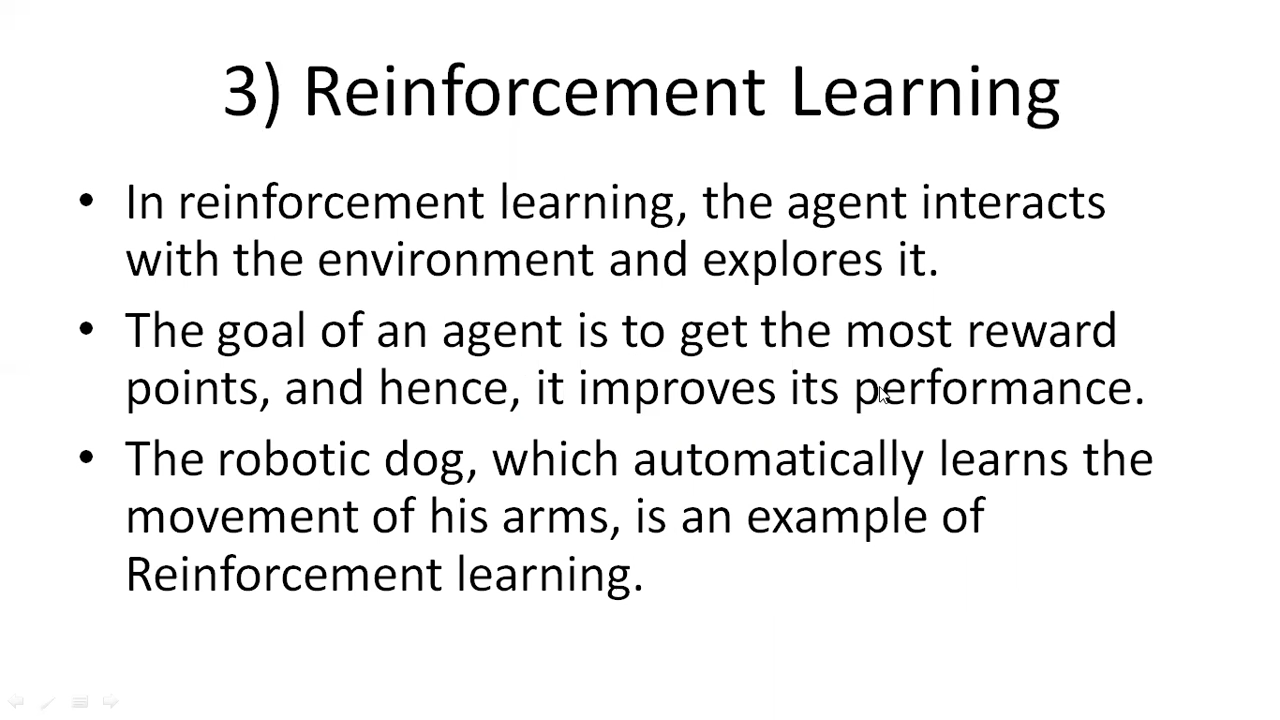 3) Reinforcement Learning
• In reinforcement learning, the agent interacts
with the environment and explores it.
• The goal of an agent is to get the most reward
points, and hence, it improves its performance.
• The robotic dog, which automatically learns the
movement of his arms, is an example of
Reinforcement learning.